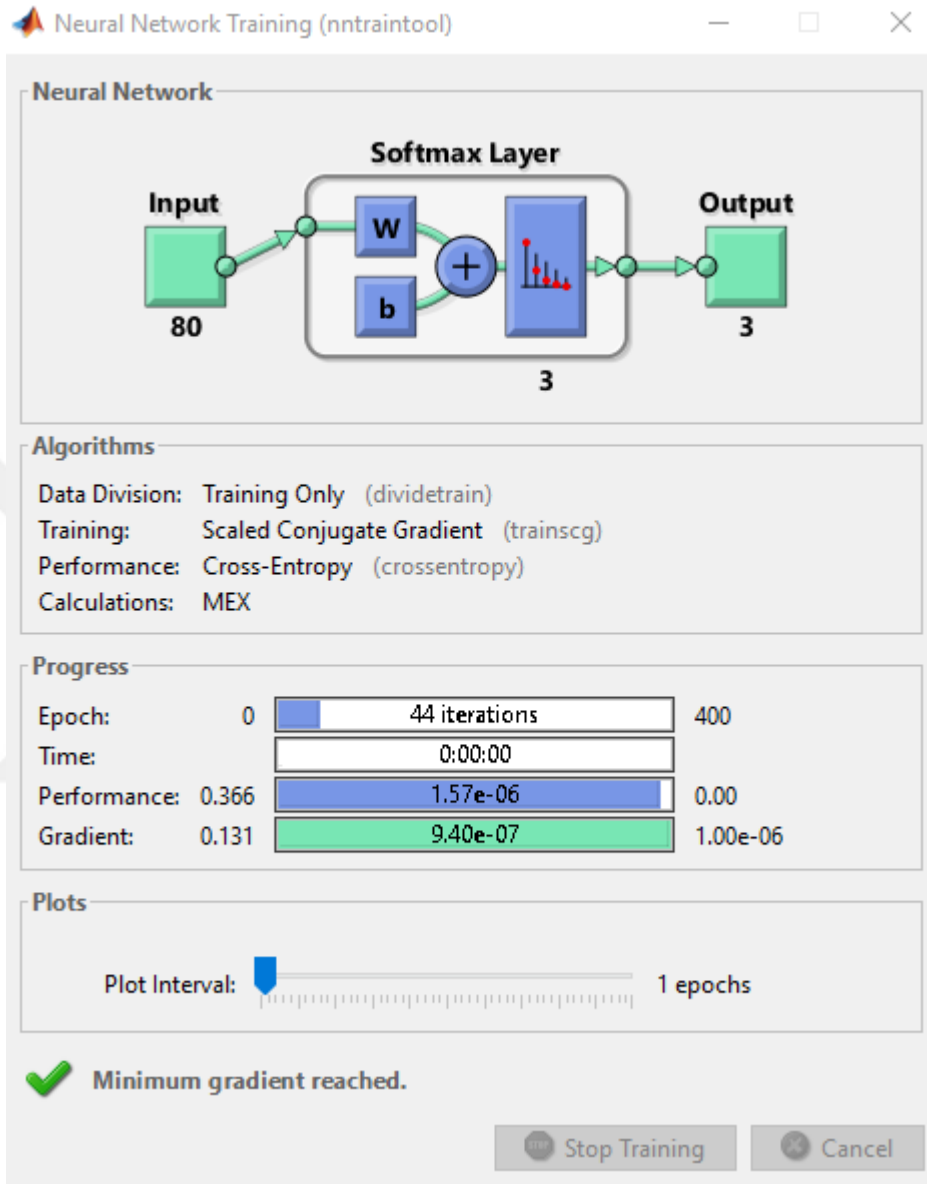 Neural Network Training (nntraintool)
Neural Network
Softmax Layer
Input
Output
W
b
+
80
3
3
Algorithms
Data Division: Training Only (dividetrain)
Training: Scaled Conjugate Gradient (trainscg)
Performance: Cross-Entropy (crossentropy)
Calculations: MEX
Progress
Epoch: 0 44 iterations 400
Time: 0:00:00
Performance: 0.366 1.57e-06 0.00
Gradient: 0.131 9.40e-07 1.00e-06
Plots
Plot Interval: 1 epochs
Minimum gradient reached.
STOP Stop Training Cancel